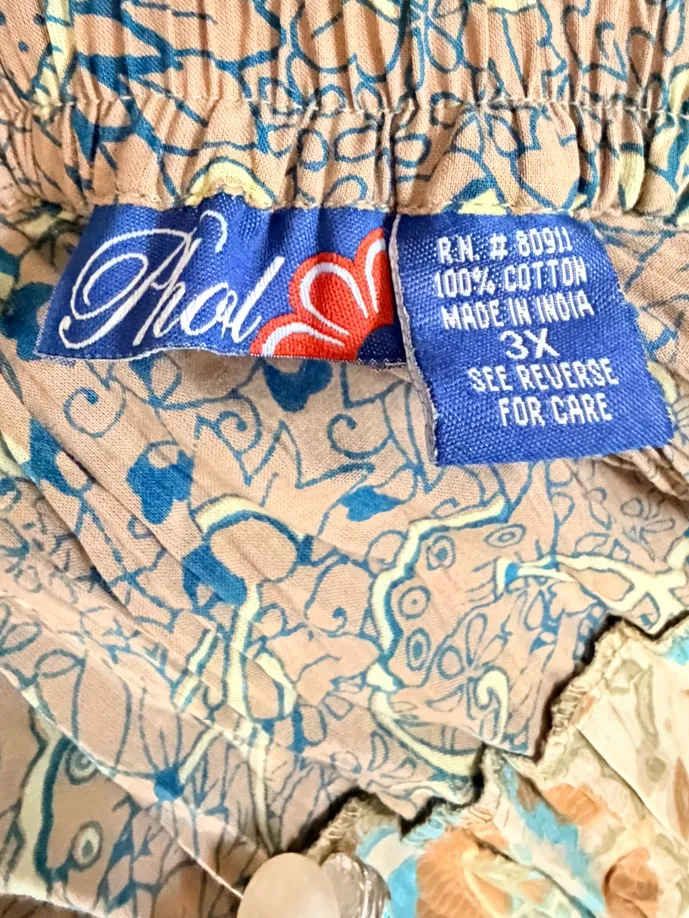 Phool
R.N. # 80911
100% COTTON
MADE IN INDIA
3X
SEE REVERSE
FOR CARE